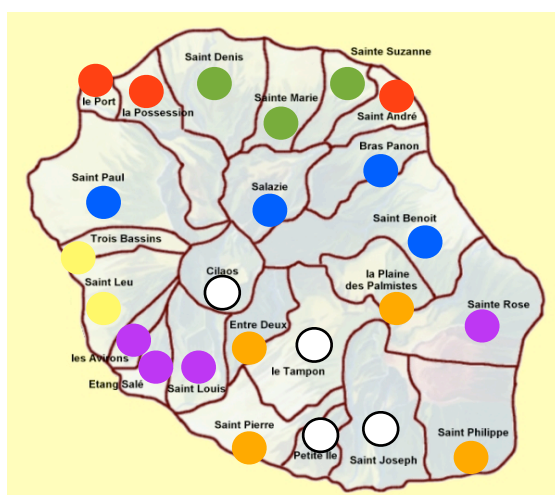 Sainte Suzanne
Saint Denis
Sainte Marie
le Port
la Possession
Saint André
Bras Panon
Saint Paul
Salazie
Saint Benoit
Trois Bassins
Cilaos
la Plaine
des Palmistes
Saint Leu
Sainte Rose
Entre Deux
les Avirons
le Tampon
Etang Salé
Saint Louis
Saint Pierre
Petite Ile
Saint Joseph
Saint Philippe